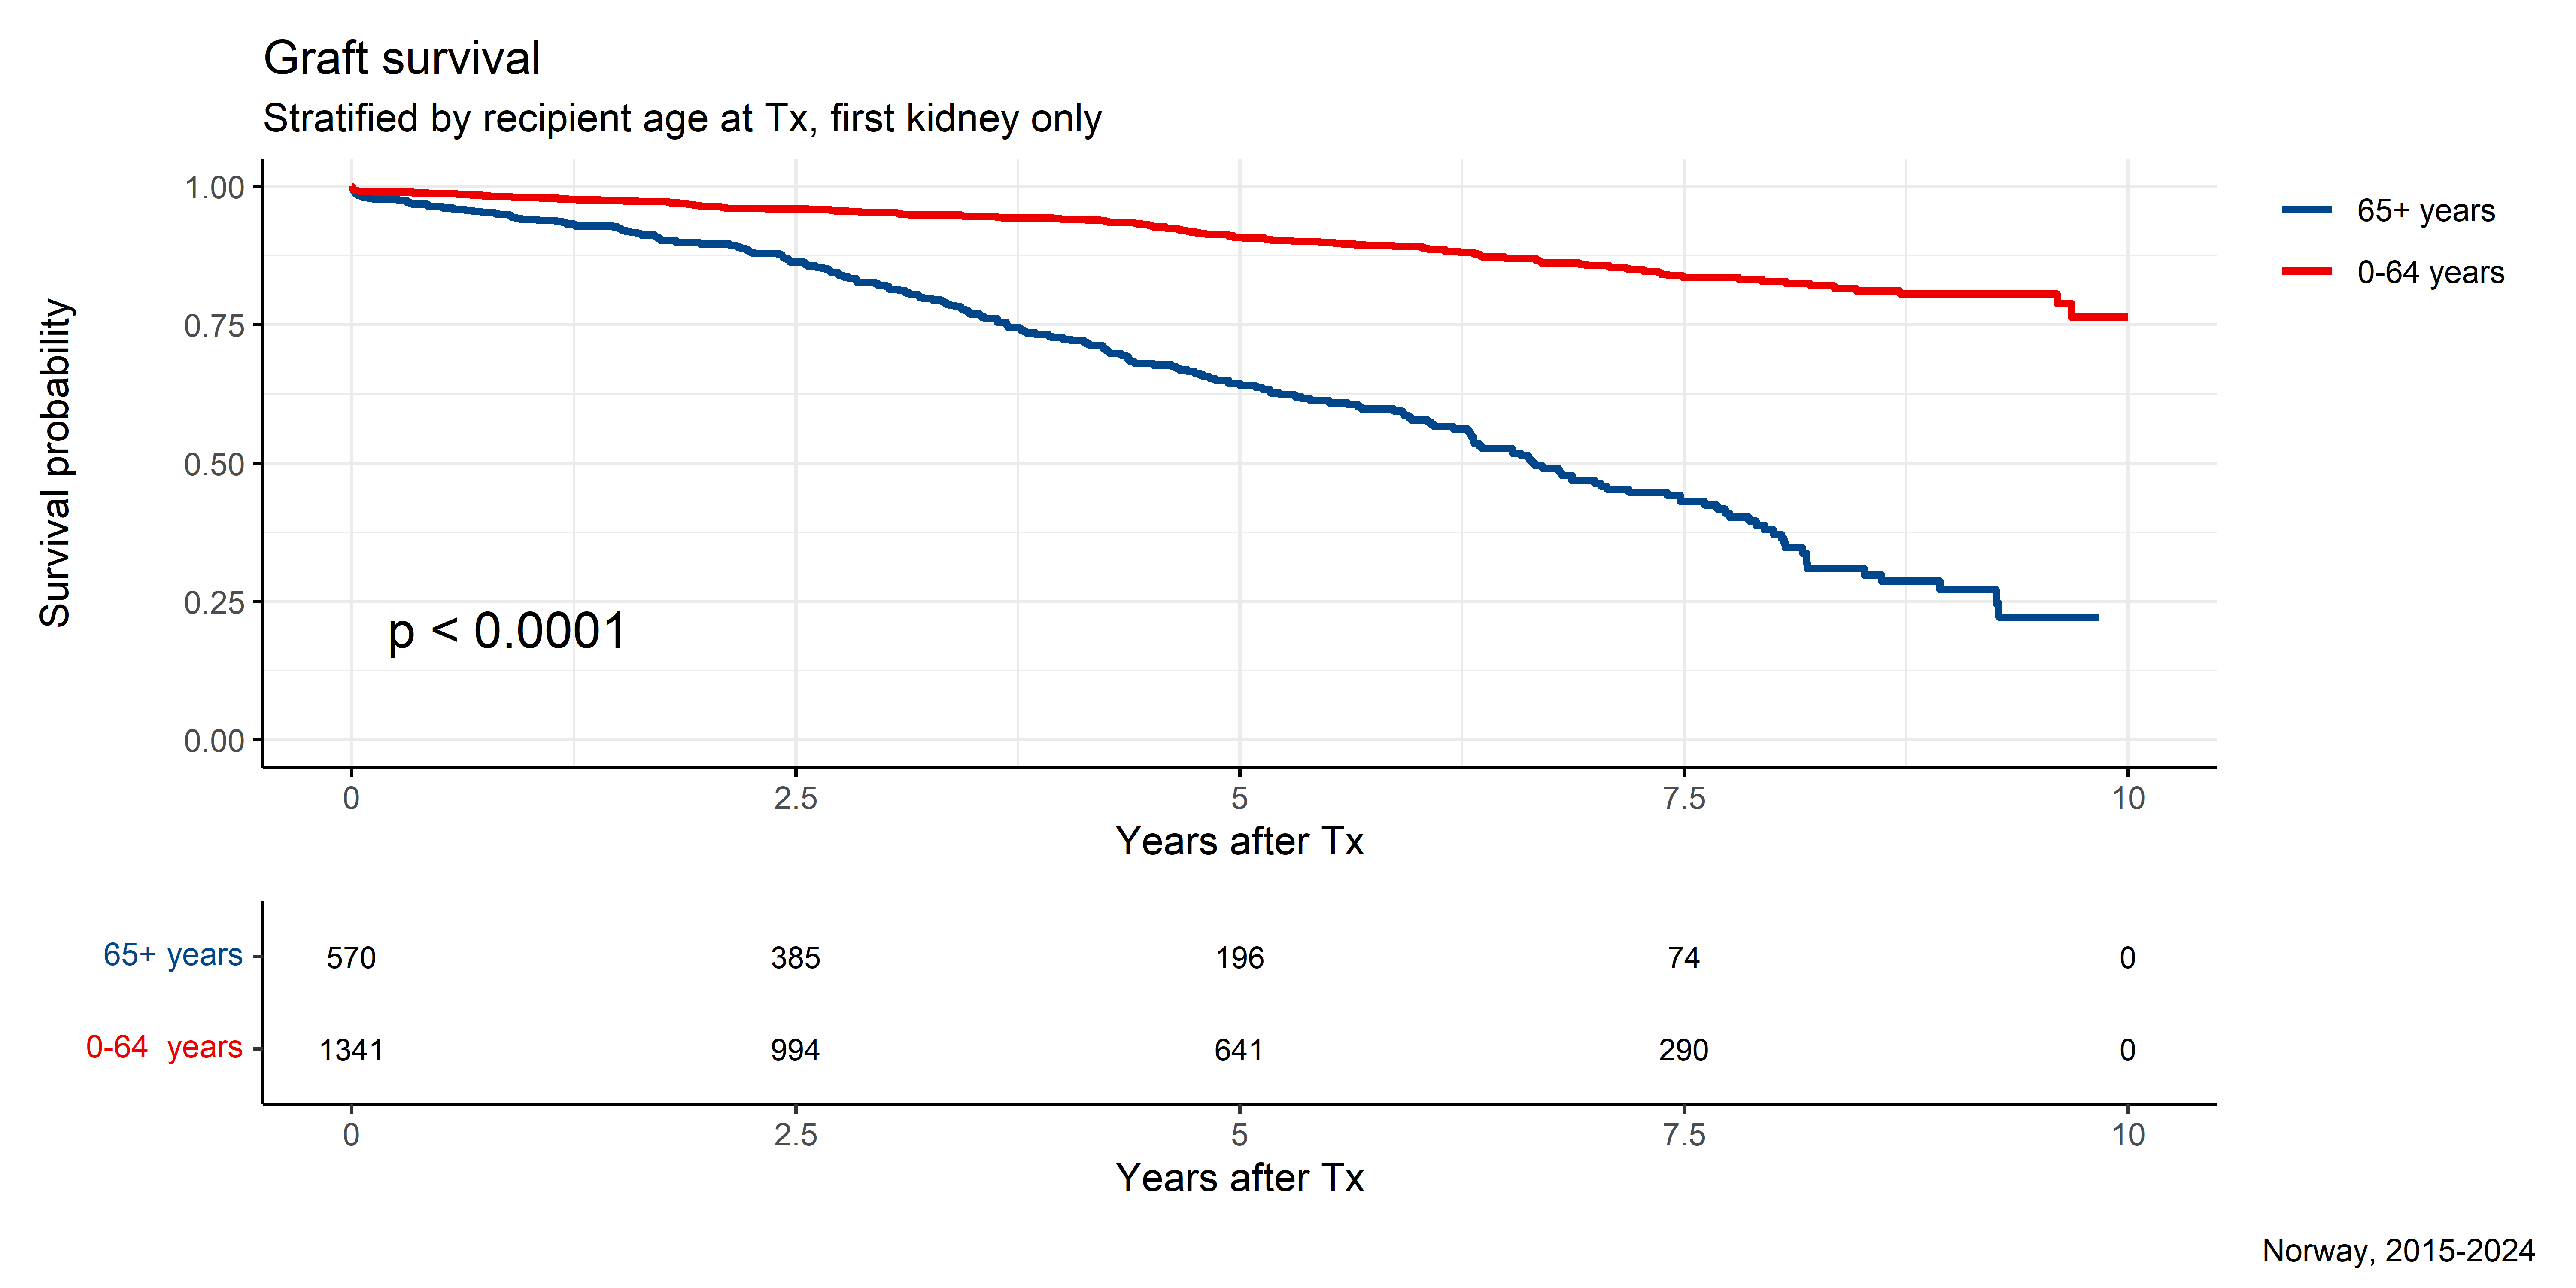 Graft survival
Stratified by recipient age at Tx, first kidney only
Survival probability
1.00
0.75
0.50
0.25
0.00
p < 0.0001
65+ years
0-64 years
0 2.5 5 7.5 10
Years after Tx
65+ years 570 385 196 74 0
0-64  years 1341 994 641 290 0
0 2.5 5 7.5 10
Years after Tx
Norway, 2015-2024